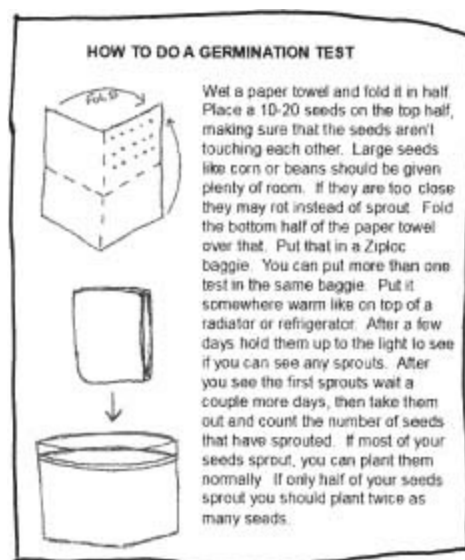 HOW TO DO A GERMINATION TEST
FOLD
Wet a paper towel and fold it in half.
Place a 10-20 seeds on the top half,
making sure that the seeds aren't
touching each other. Large seeds
like corn or beans should be given
plenty of room. If they are too close
they may rot instead of sprout. Fold
the bottom half of the paper towel
over that. Put that in a Ziploc
baggie. You can put more than one
test in the same baggie. Put it
somewhere warm like on top of a
radiator or refrigerator. After a few
days hold them up to the light to see
if you can see any sprouts. After
you see the first sprouts wait a
couple more days, then take them
out and count the number of seeds
that have sprouted. If most of your
seeds sprout, you can plant them
normally. If only half of your seeds
sprout you should plant twice as
many seeds.